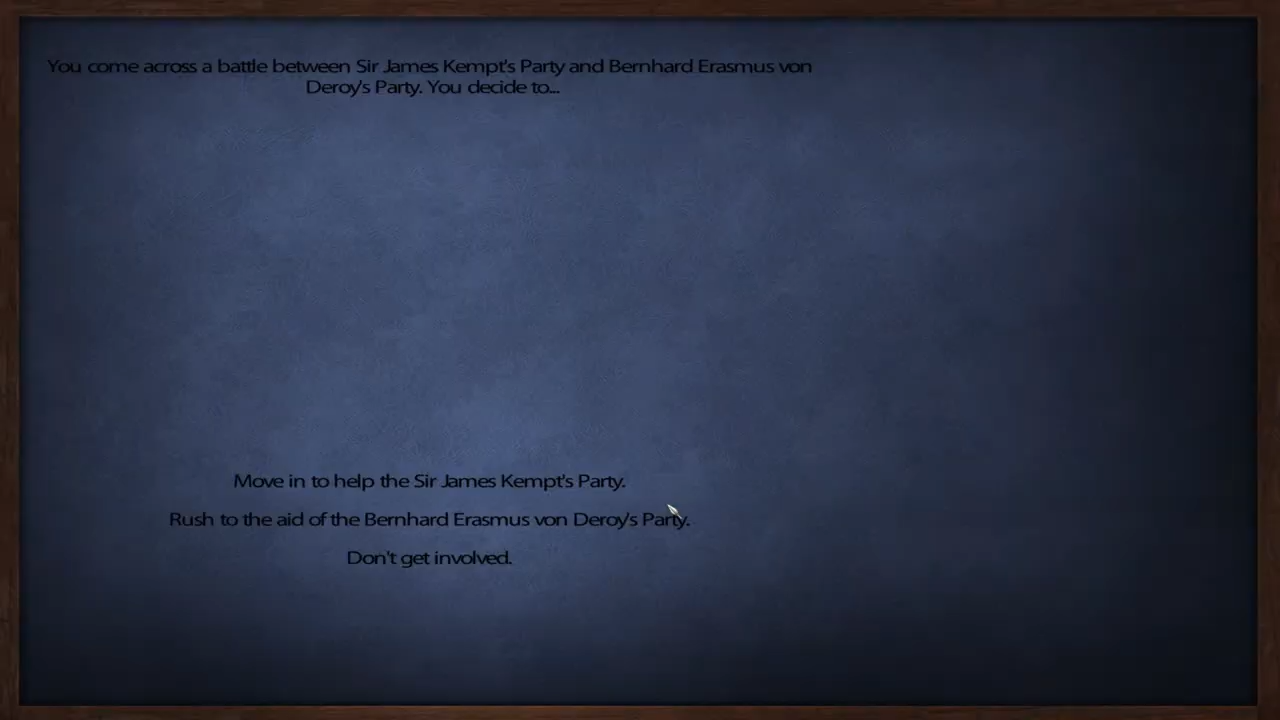 You come across a battle between Sir James Kempt's Party and Bernhard Erasmus von
Deroy's Party. You decide to...
Move in to help the Sir James Kempt's Party.
Rush to the aid of the Bernhard Erasmus von Deroy's Party.
Don't get involved.